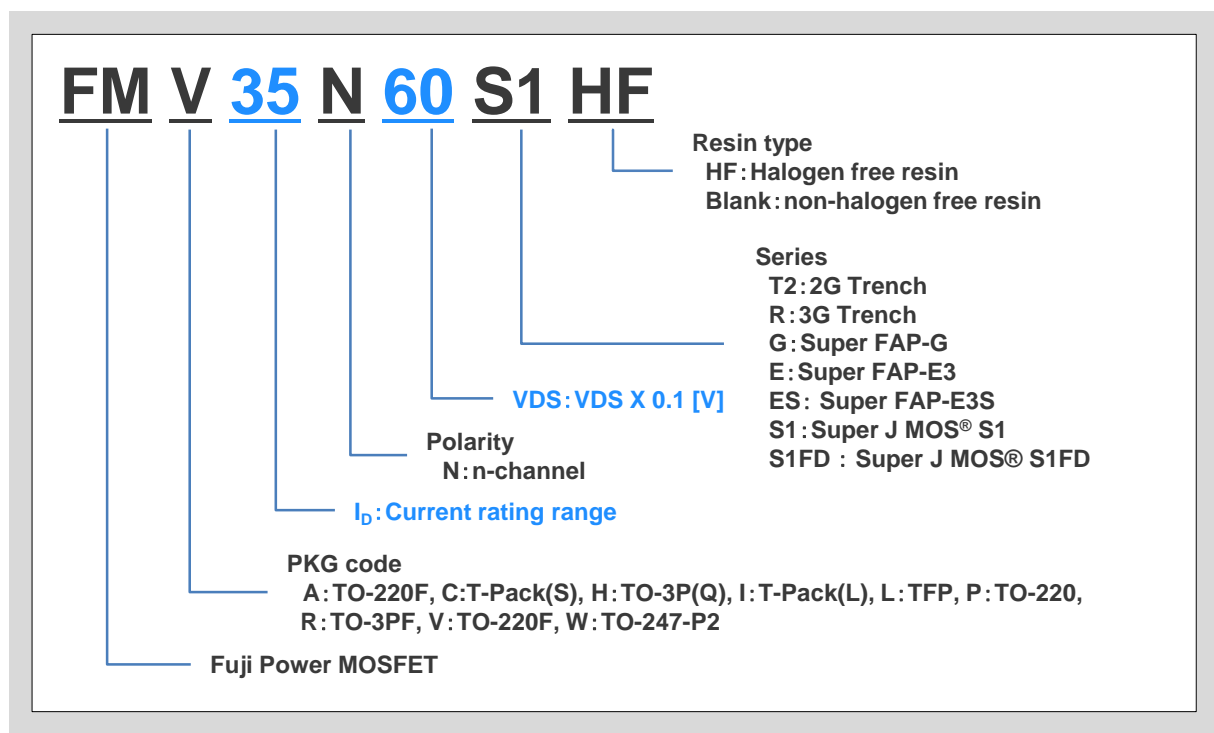 FM V 35 N 60 S1 HF
Resin type
HF:Halogen free resin
Blank:non-halogen free resin
Series
T2:2G Trench
R:3G Trench
G:Super FAP-G
E:Super FAP-E3
ES: Super FAP-E3S
S1:Super J MOS® S1
S1FD : Super J MOS® S1FD
VDS:VDS X 0.1 [V]
Polarity
N:n-channel
ID:Current rating range
PKG code
A:TO-220F, C:T-Pack(S), H:TO-3P(Q), I:T-Pack(L), L:TFP, P:TO-220,
R:TO-3PF, V:TO-220F, W:TO-247-P2
Fuji Power MOSFET